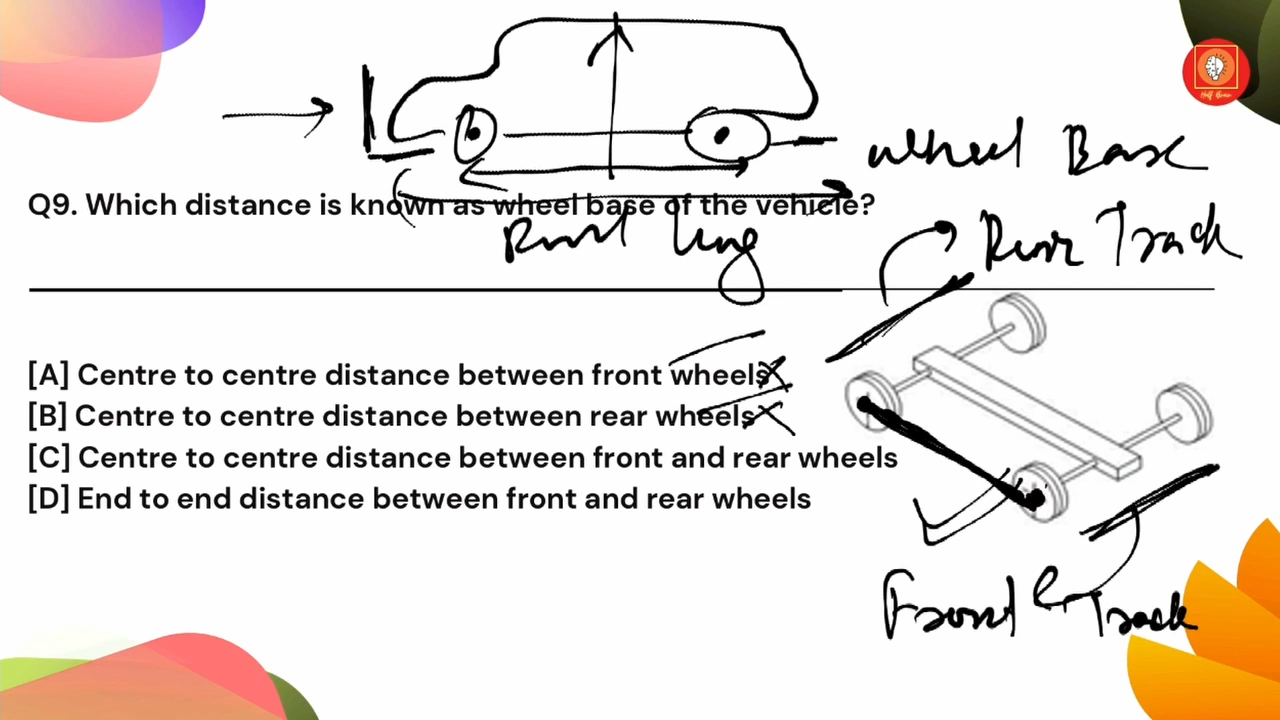 wheel Base
Q9. Which distance is known as wheel base of the vehicle?
Rear Track
[A] Centre to centre distance between front wheels
[B] Centre to centre distance between rear wheels
[C] Centre to centre distance between front and rear wheels
[D] End to end distance between front and rear wheels
Front Track